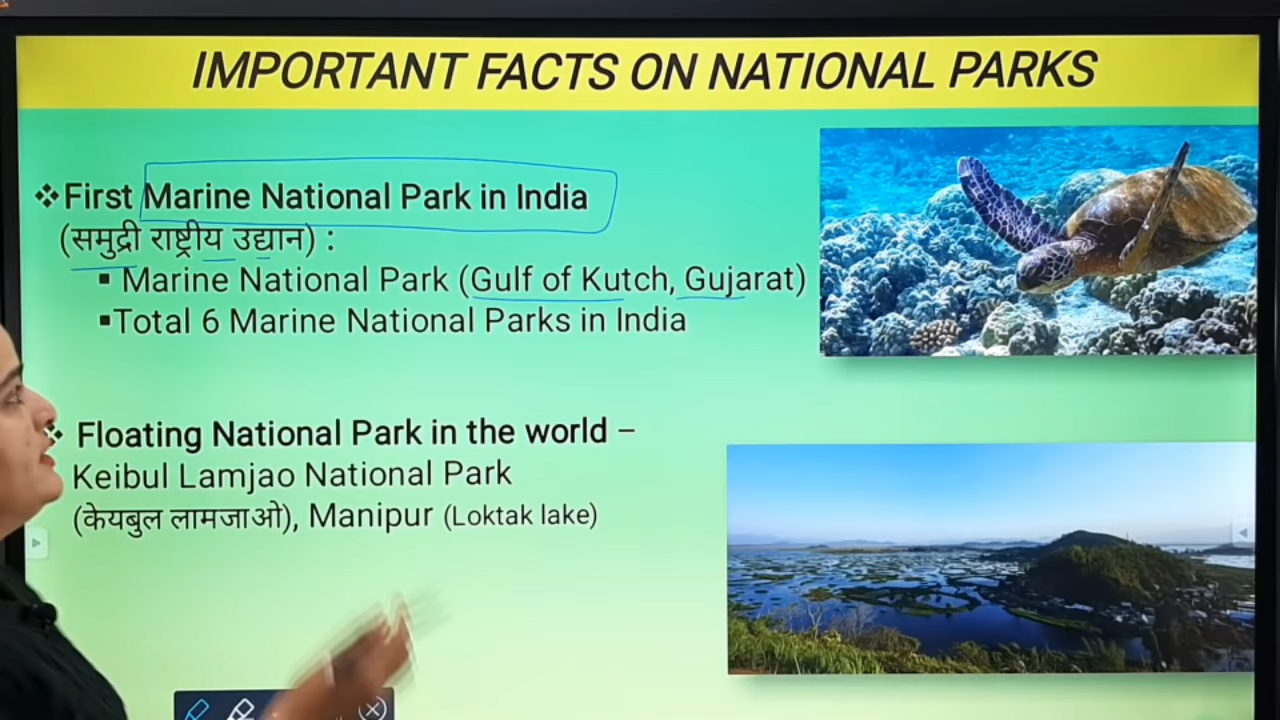 IMPORTANT FACTS ON NATIONAL PARKS
❖First Marine National Park in India
(समुद्री राष्ट्रीय उद्यान) :
▪ Marine National Park (Gulf of Kutch, Gujarat)
▪Total 6 Marine National Parks in India
❖ Floating National Park in the world –
Keibul Lamjao National Park
(केयबुल लामजाओ), Manipur (Loktak lake)